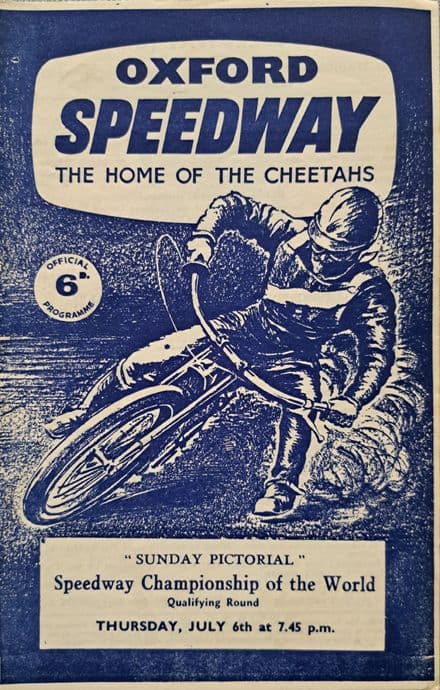 OXFORD
SPEEDWAY
THE HOME OF THE CHEETAHS
OFFICIAL
6D
PROGRAMME
"SUNDAY PICTORIAL"
Speedway Championship of the World
Qualifying Round
THURSDAY, JULY 6th at 7.45 p.m.